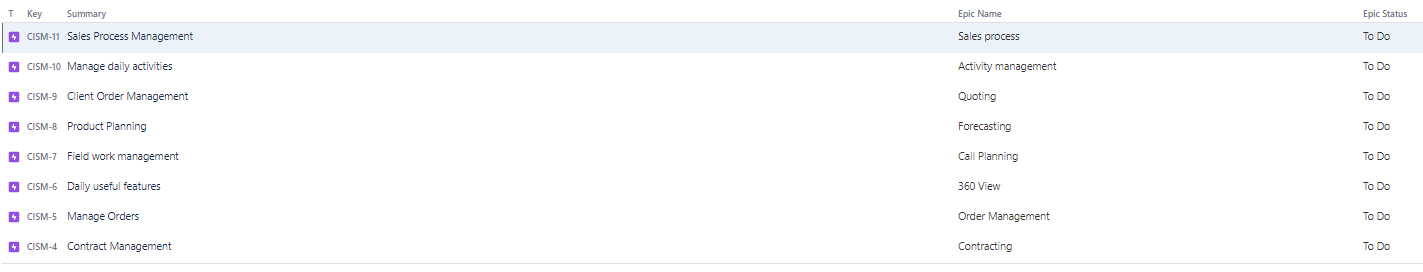 T Key Summary Epic Name Epic Status
CISM-11 Sales Process Management Sales process To Do
CISM-10 Manage daily activities Activity management To Do
CISM-9 Client Order Management Quoting To Do
CISM-8 Product Planning Forecasting To Do
CISM-7 Field work management Call Planning To Do
CISM-6 Daily useful features 360 View To Do
CISM-5 Manage Orders Order Management To Do
CISM-4 Contract Management Contracting To Do